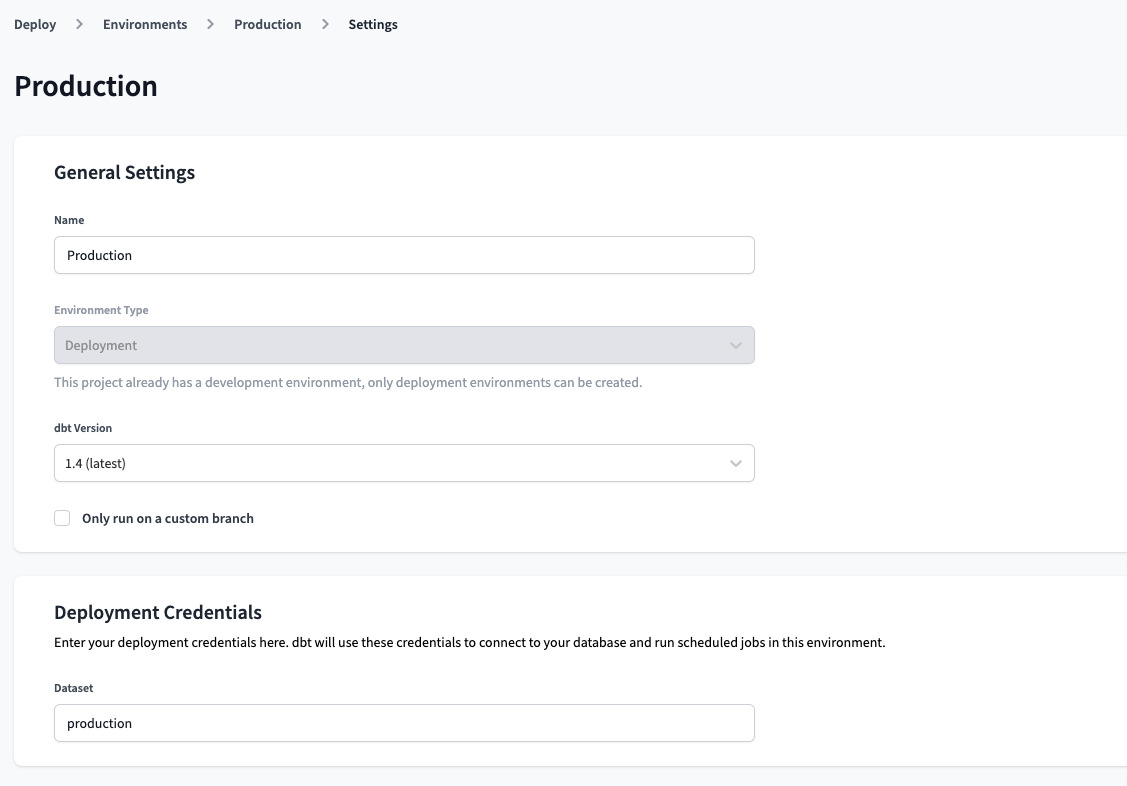 Deploy > Environments > Production > Settings
Production
General Settings
Name
Production
Environment Type
Deployment
This project already has a development environment, only deployment environments can be created.
dbt Version
1.4 (latest)
Only run on a custom branch
Deployment Credentials
Enter your deployment credentials here. dbt will use these credentials to connect to your database and run scheduled jobs in this environment.
Dataset
production